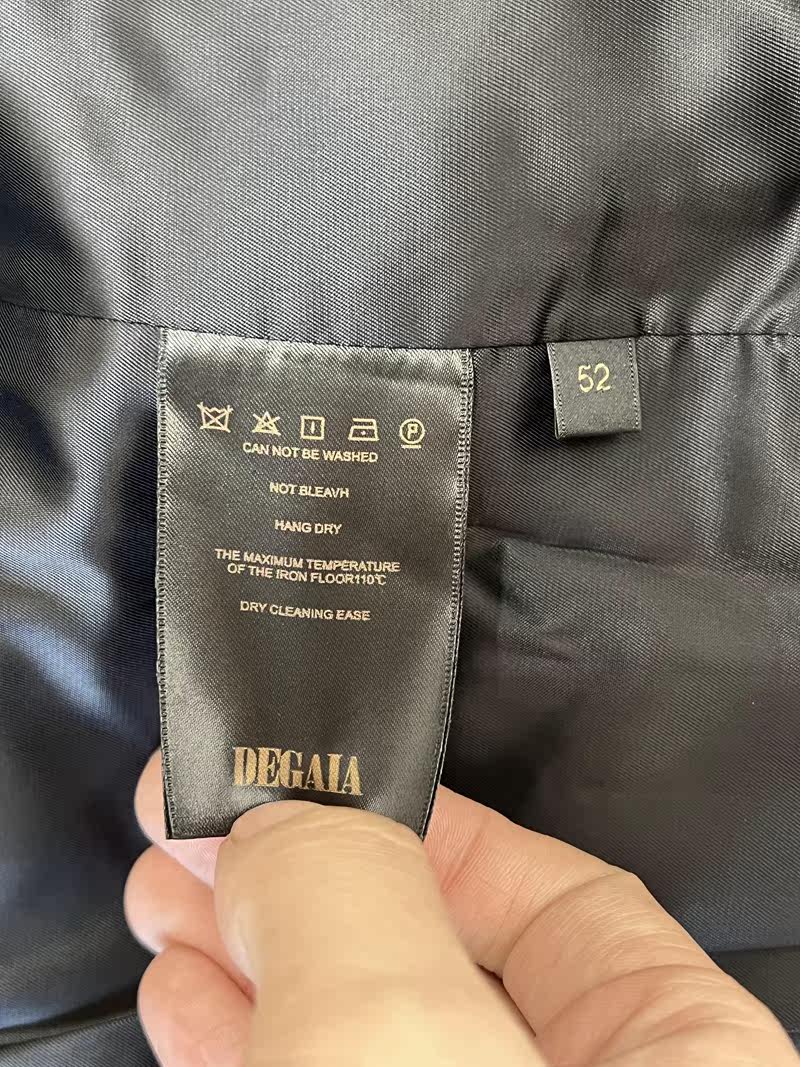 P
CAN NOT BE WASHED
NOT BLEAVH
HANG DRY
THE MAXIMUM TEMPERATURE
OF THE IRON FLOOR110℃
DRY CLEANING EASE
DEGAIA
52